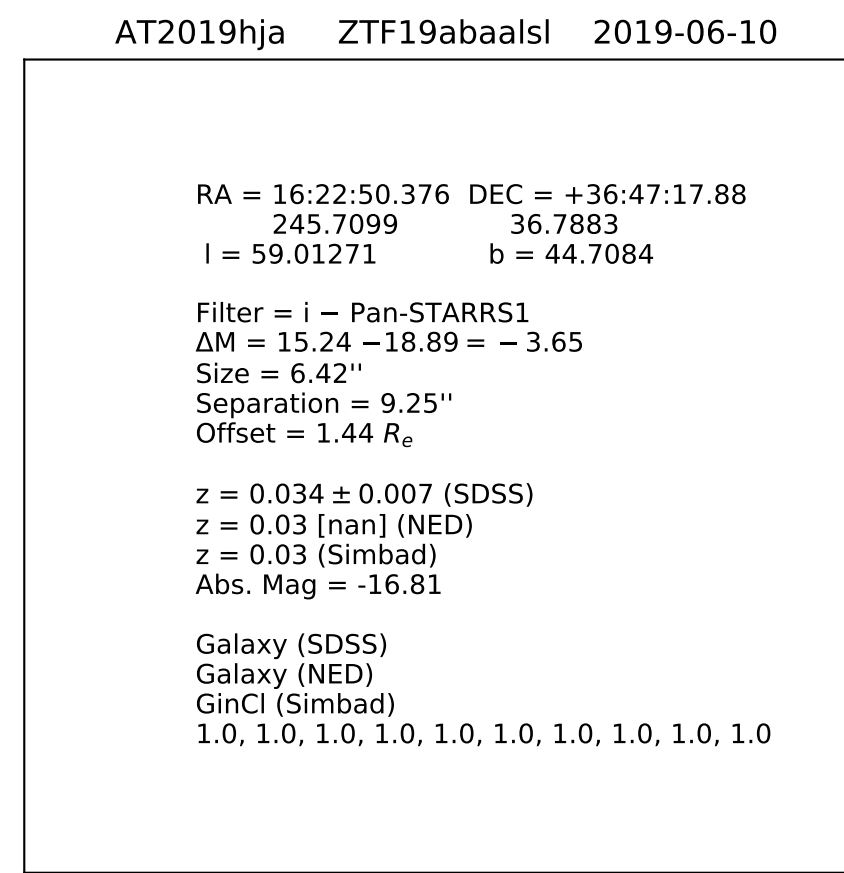 AT2019hja ZTF19abaalsl 2019-06-10
RA = 16:22:50.376 DEC = +36:47:17.88
245.7099 36.7883
l = 59.01271 b = 44.7084
Filter = i − Pan-STARRS1
ΔM = 15.24 −18.89 = − 3.65
Size = 6.42''
Separation = 9.25''
Offset = 1.44 Rₑ
z = 0.034 ± 0.007 (SDSS)
z = 0.03 [nan] (NED)
z = 0.03 (Simbad)
Abs. Mag = -16.81
Galaxy (SDSS)
Galaxy (NED)
GinCl (Simbad)
1.0, 1.0, 1.0, 1.0, 1.0, 1.0, 1.0, 1.0, 1.0, 1.0